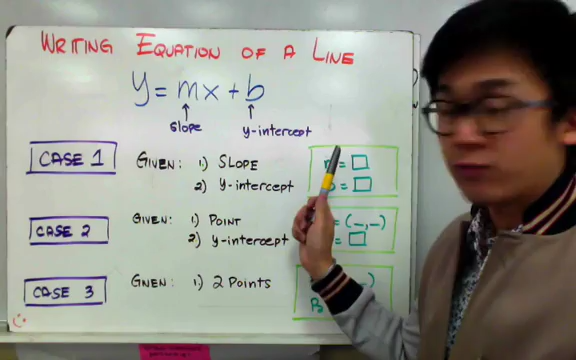 WRITING EQUATION OF A LINE
y = mx + b
slope
y-intercept
CASE 1
GIVEN: 1) SLOPE
2) y-intercept
= □
= □
CASE 2
GIVEN: 1) POINT
2) y-intercept
= (_,_)
= □
CASE 3
GIVEN: 1) 2 POINTS
B